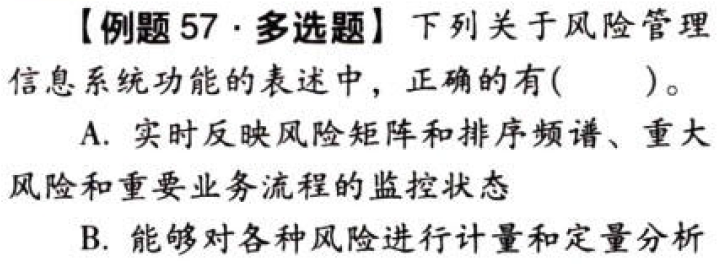 【例题 57 · 多选题】下列关于风险管理
信息系统功能的表述中，正确的有(　　)。
A. 实时反映风险矩阵和排序频谱、重大
风险和重要业务流程的监控状态
B. 能够对各种风险进行计量和定量分析